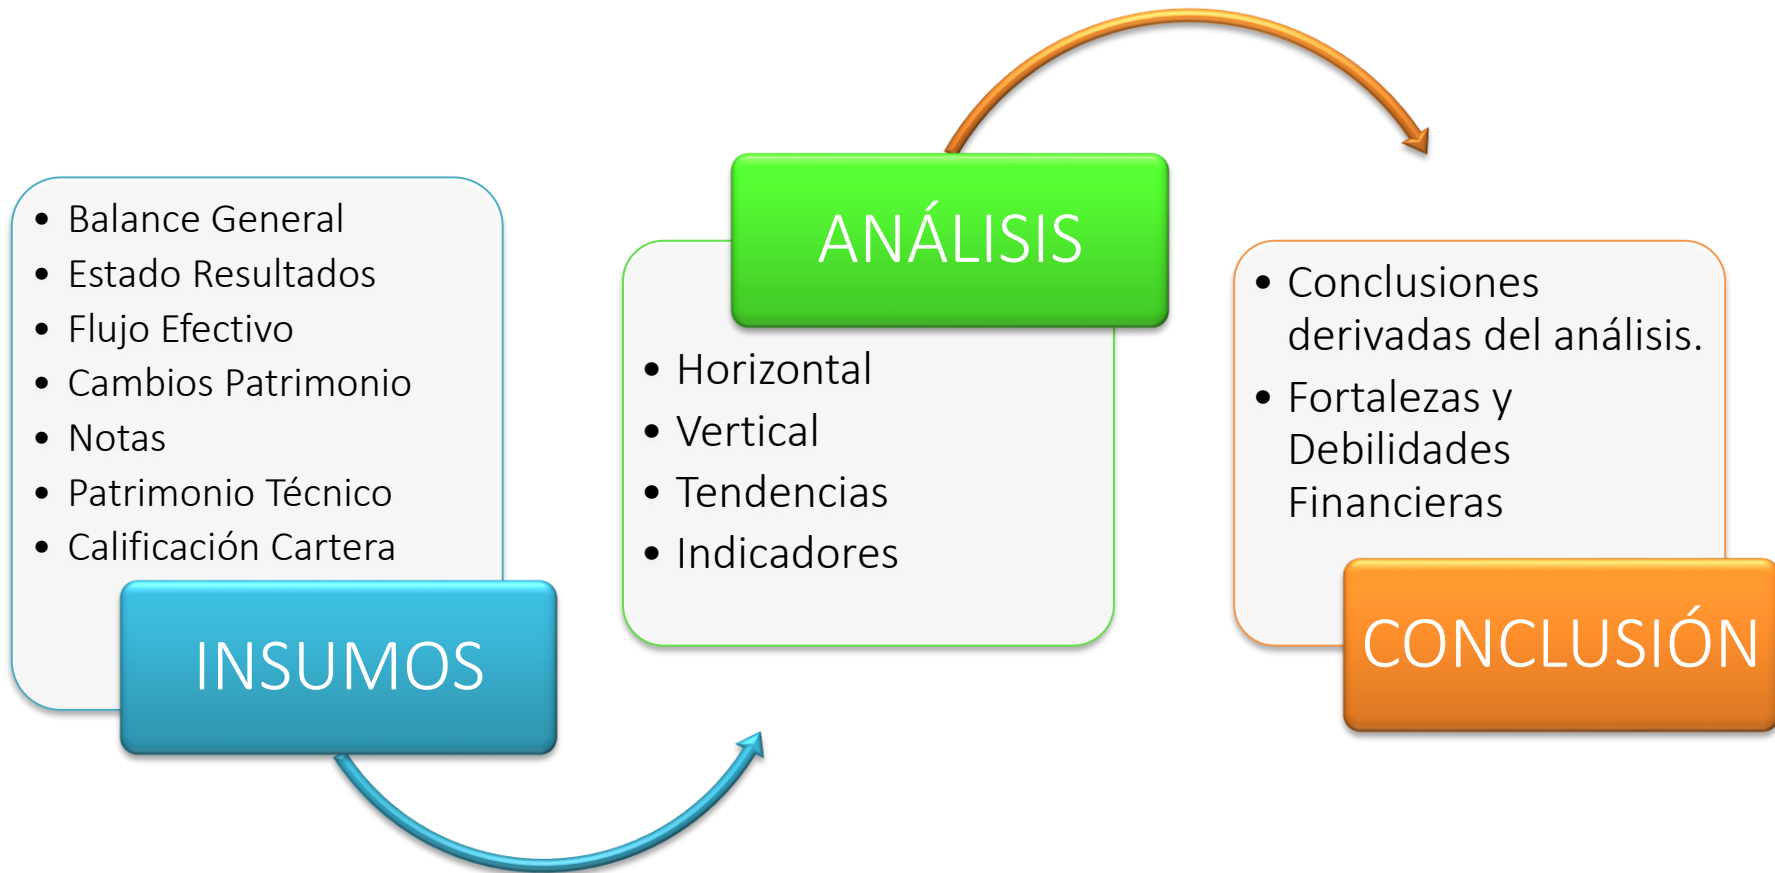 • Balance General
• Estado Resultados
• Flujo Efectivo
• Cambios Patrimonio
• Notas
• Patrimonio Técnico
• Calificación Cartera
INSUMOS
ANÁLISIS
• Horizontal
• Vertical
• Tendencias
• Indicadores
• Conclusiones
derivadas del análisis.
• Fortalezas y
Debilidades
Financieras
CONCLUSIÓN